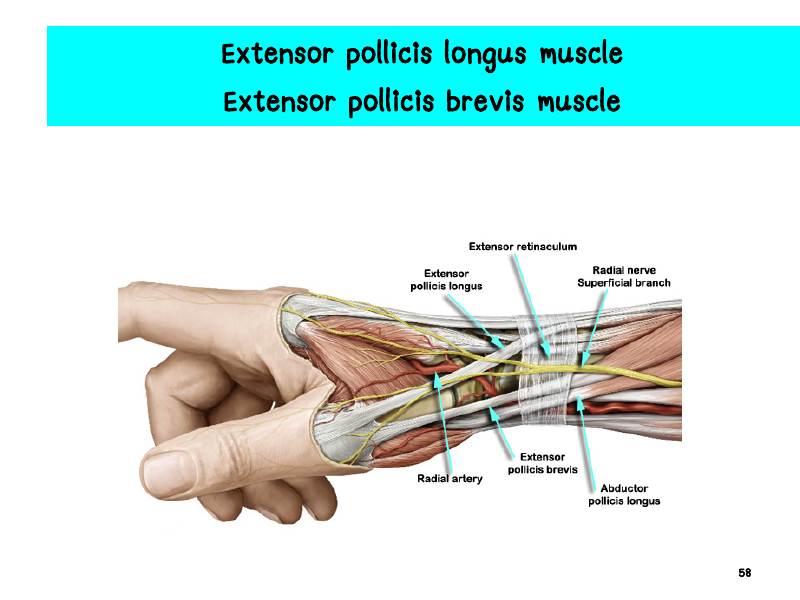 Extensor pollicis longus muscle
Extensor pollicis brevis muscle
Extensor retinaculum
Extensor
pollicis longus
Radial nerve
Superficial branch
Radial artery
Extensor
pollicis brevis
Abductor
pollicis longus
58